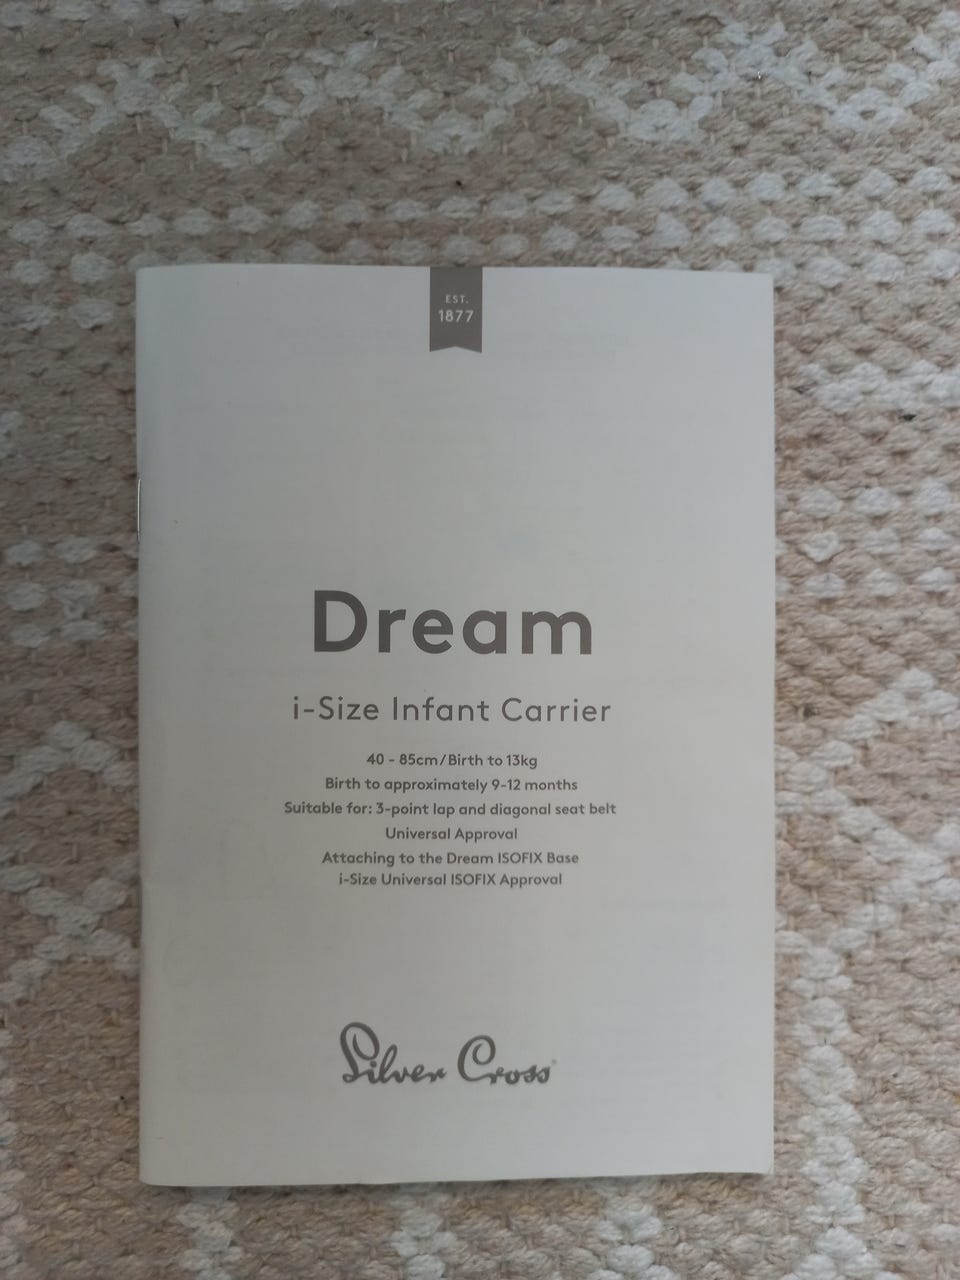 EST.
1877
Dream
i-Size Infant Carrier
40 - 85cm/Birth to 13kg
Birth to approximately 9-12 months
Suitable for: 3-point lap and diagonal seat belt
Universal Approval
Attaching to the Dream ISOFIX Base
i-Size Universal ISOFIX Approval
Silver Cross